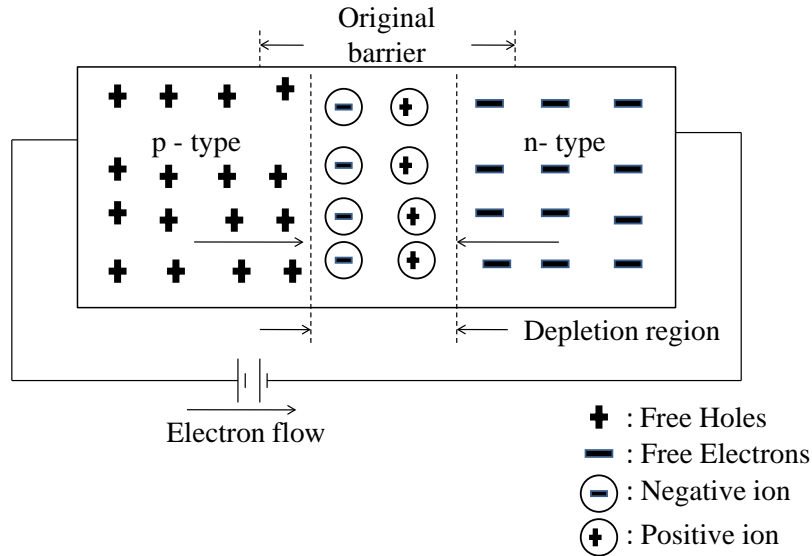 Original
barrier
p - type
n- type
Depletion region
Electron flow
: Free Holes
: Free Electrons
: Negative ion
: Positive ion